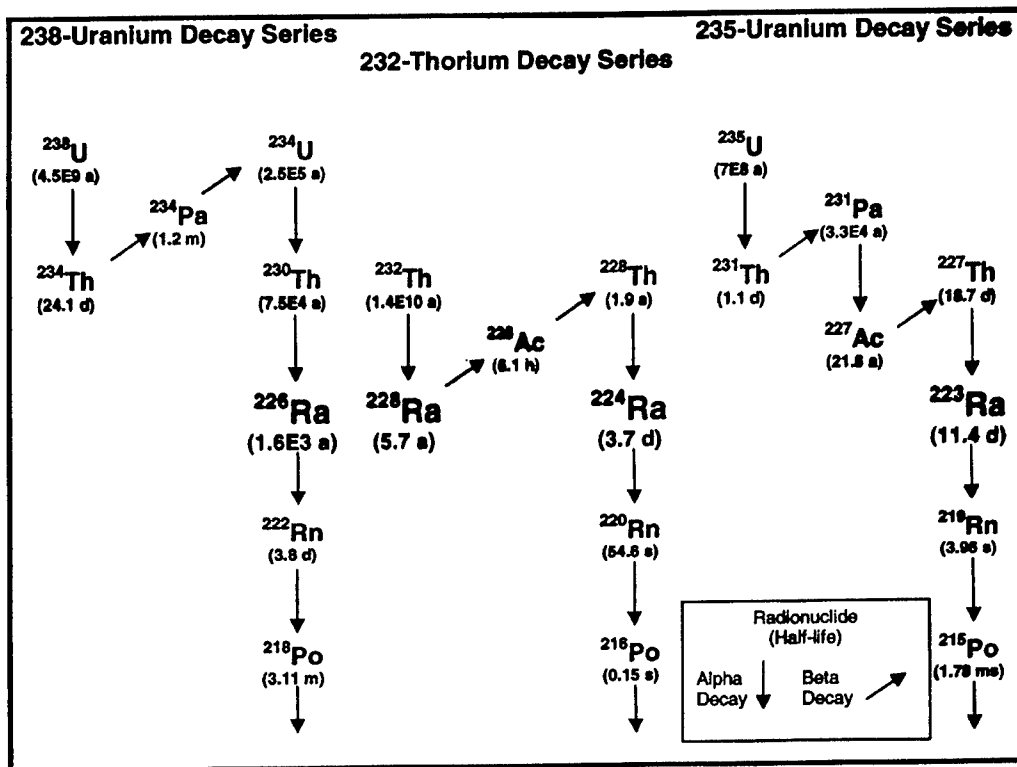 238-Uranium Decay Series
232-Thorium Decay Series
235-Uranium Decay Series
238U
(4.5E9 a)
234Th
(24.1 d)
234Pa
(1.2 m)
234U
(2.5E5 a)
230Th
(7.5E4 a)
226Ra
(1.6E3 a)
222Rn
(3.8 d)
218Po
(3.11 m)
232Th
(1.4E10 a)
228Ra
(5.7 a)
228Ac
(6.1 h)
228Th
(1.9 a)
224Ra
(3.7 d)
220Rn
(54.6 s)
216Po
(0.15 s)
235U
(7E8 a)
231Th
(1.1 d)
231Pa
(3.3E4 a)
227Ac
(21.8 a)
227Th
(18.7 d)
223Ra
(11.4 d)
219Rn
(3.96 s)
215Po
(1.78 ms)
Radionuclide
(Half-life)
Alpha
Decay
Beta
Decay